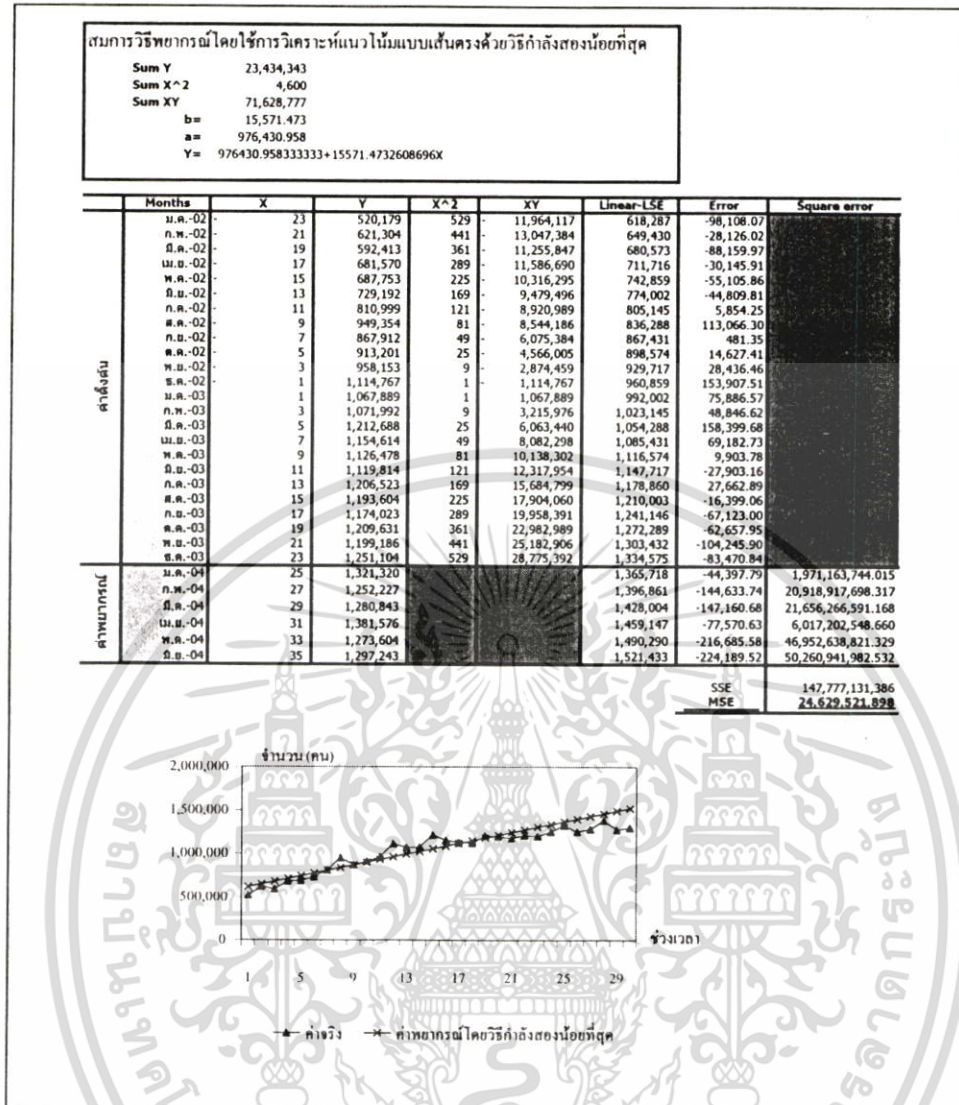 สมการวิธีพยากรณ์โดยใช้การวิเคราะห์แนวโน้มแบบเส้นตรงด้วยวิธีกำลังสองน้อยที่สุด
Sum Y 23,434,343
Sum X^2 4,600
Sum XY 71,628,777
b= 15,571.473
a= 976,430.958
Y= 976430.958333333+15571.4732608696X
Months X Y X^2 XY Linear-LSE Error Square error
ค่าตั้งต้น
ม.ค.-02 - 23 520,179 529 - 11,964,117 618,287 -98,108.07
ก.พ.-02 - 21 621,304 441 - 13,047,384 649,430 -28,126.02
มี.ค.-02 - 19 592,413 361 - 11,255,847 680,573 -88,159.97
เม.ย.-02 - 17 681,570 289 - 11,586,690 711,716 -30,145.91
พ.ค.-02 - 15 687,753 225 - 10,316,295 742,859 -55,105.86
มิ.ย.-02 - 13 729,192 169 - 9,479,496 774,002 -44,809.81
ก.ค.-02 - 11 810,999 121 - 8,920,989 805,145 5,854.25
ส.ค.-02 - 9 949,354 81 - 8,544,186 836,288 113,066.30
ก.ย.-02 - 7 867,912 49 - 6,075,384 867,431 481.35
ต.ค.-02 - 5 913,201 25 - 4,566,005 898,574 14,627.41
พ.ย.-02 - 3 958,153 9 - 2,874,459 929,717 28,436.46
ธ.ค.-02 - 1 1,114,767 1 - 1,114,767 960,859 153,907.51
ม.ค.-03 1 1,067,889 1 1,067,889 992,002 75,886.57
ก.พ.-03 3 1,071,992 9 3,215,976 1,023,145 48,846.62
มี.ค.-03 5 1,212,688 25 6,063,440 1,054,288 158,399.68
เม.ย.-03 7 1,154,614 49 8,082,298 1,085,431 69,182.73
พ.ค.-03 9 1,126,478 81 10,138,302 1,116,574 9,903.78
มิ.ย.-03 11 1,119,814 121 12,317,954 1,147,717 -27,903.16
ก.ค.-03 13 1,206,523 169 15,684,799 1,178,860 27,662.89
ส.ค.-03 15 1,193,604 225 17,904,060 1,210,003 -16,399.06
ก.ย.-03 17 1,174,023 289 19,958,391 1,241,146 -67,123.00
ต.ค.-03 19 1,209,631 361 22,982,989 1,272,289 -62,657.95
พ.ย.-03 21 1,199,186 441 25,182,906 1,303,432 -104,245.90
ธ.ค.-03 23 1,251,104 529 28,775,392 1,334,575 -83,470.84
ค่าพยากรณ์
ม.ค.-04 25 1,321,320 1,365,718 -44,397.79 1,971,163,744.015
ก.พ.-04 27 1,252,227 1,396,861 -144,633.74 20,918,917,698.317
มี.ค.-04 29 1,280,843 1,428,004 -147,160.68 21,656,266,591.168
เม.ย.-04 31 1,381,576 1,459,147 -77,570.63 6,017,202,548.660
พ.ค.-04 33 1,273,604 1,490,290 -216,685.58 46,952,638,821.329
มิ.ย.-04 35 1,297,243 1,521,433 -224,189.52 50,260,941,982.532
SSE 147,777,131,386
MSE 24,629,521,898
จำนวน (คน)
2,000,000
1,500,000
1,000,000
500,000
0
ช่วงเวลา
1 5 9 13 17 21 25 29
ค่าจริง ค่าพยากรณ์โดยวิธีกำลังสองน้อยที่สุด